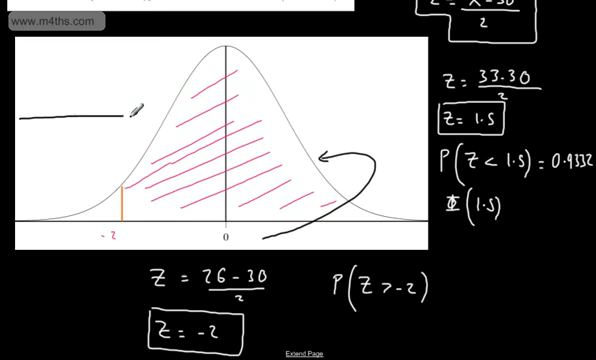 Z = X - 30 / 2
www.m4ths.com
Z = 33 - 30 / 2
Z = 1.5
P(Z < 1.5) = 0.9332
Φ(1.5)
-2
0
Z = 26 - 30 / 2
P(Z > -2)
Z = -2
Extend Page